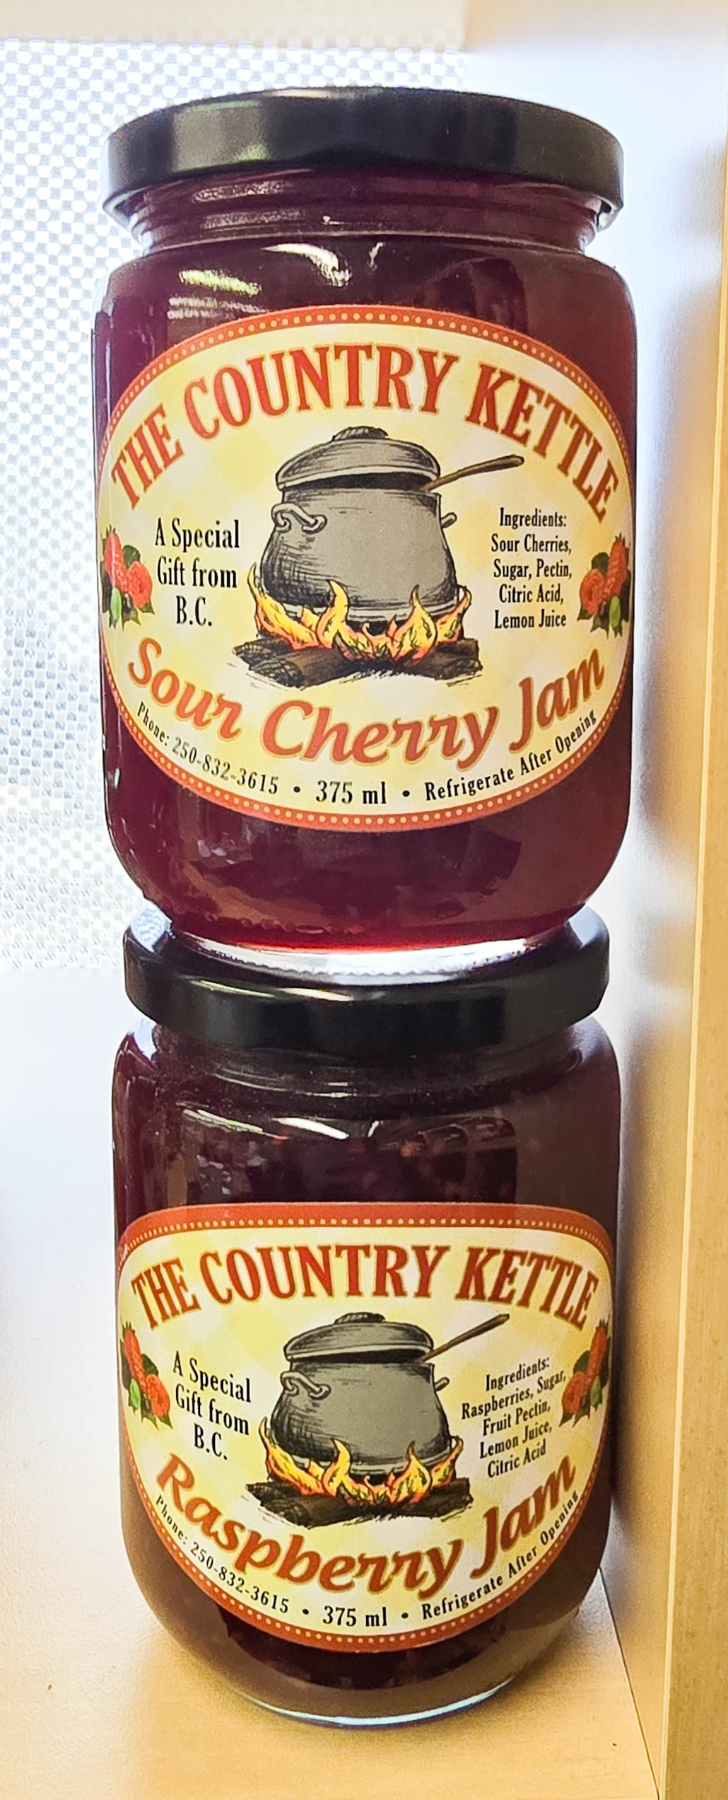 THE COUNTRY KETTLE
A Special
Gift from
B.C.
Ingredients:
Sour Cherries,
Sugar, Pectin,
Citric Acid,
Lemon Juice
Sour Cherry Jam
Phone: 250-832-3615 • 375 ml • Refrigerate After Opening
THE COUNTRY KETTLE
A Special
Gift from
B.C.
Ingredients:
Raspberries, Sugar,
Fruit Pectin,
Lemon Juice,
Citric Acid
Raspberry Jam
Phone: 250-832-3615 • 375 ml • Refrigerate After Opening